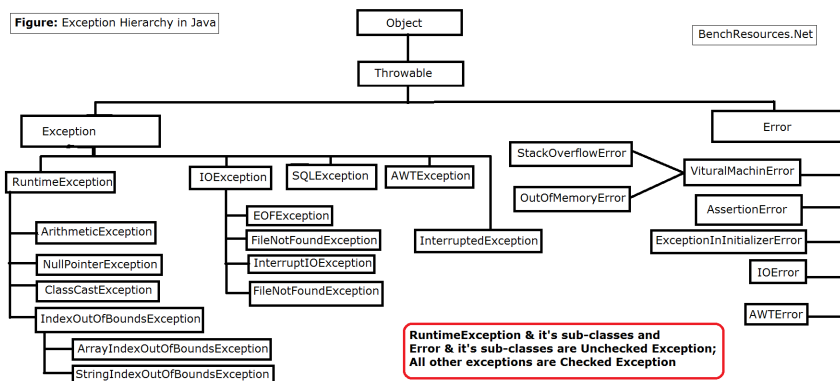 Figure: Exception Hierarchy in Java
Object
BenchResources.Net
Throwable
Exception
Error
RuntimeException
IOException
SQLException
AWTException
StackOverflowError
VituralMachinError
OutOfMemoryError
AssertionError
ArithmeticException
EOFException
FileNotFoundException
InterruptedException
ExceptionInInitializerError
NullPointerException
InterruptIOException
IOError
ClassCastException
FileNotFoundException
IndexOutOfBoundsException
AWTError
ArrayIndexOutOfBoundsException
StringIndexOutOfBoundsException
RuntimeException & it's sub-classes and
Error & it's sub-classes are Unchecked Exception;
All other exceptions are Checked Exception